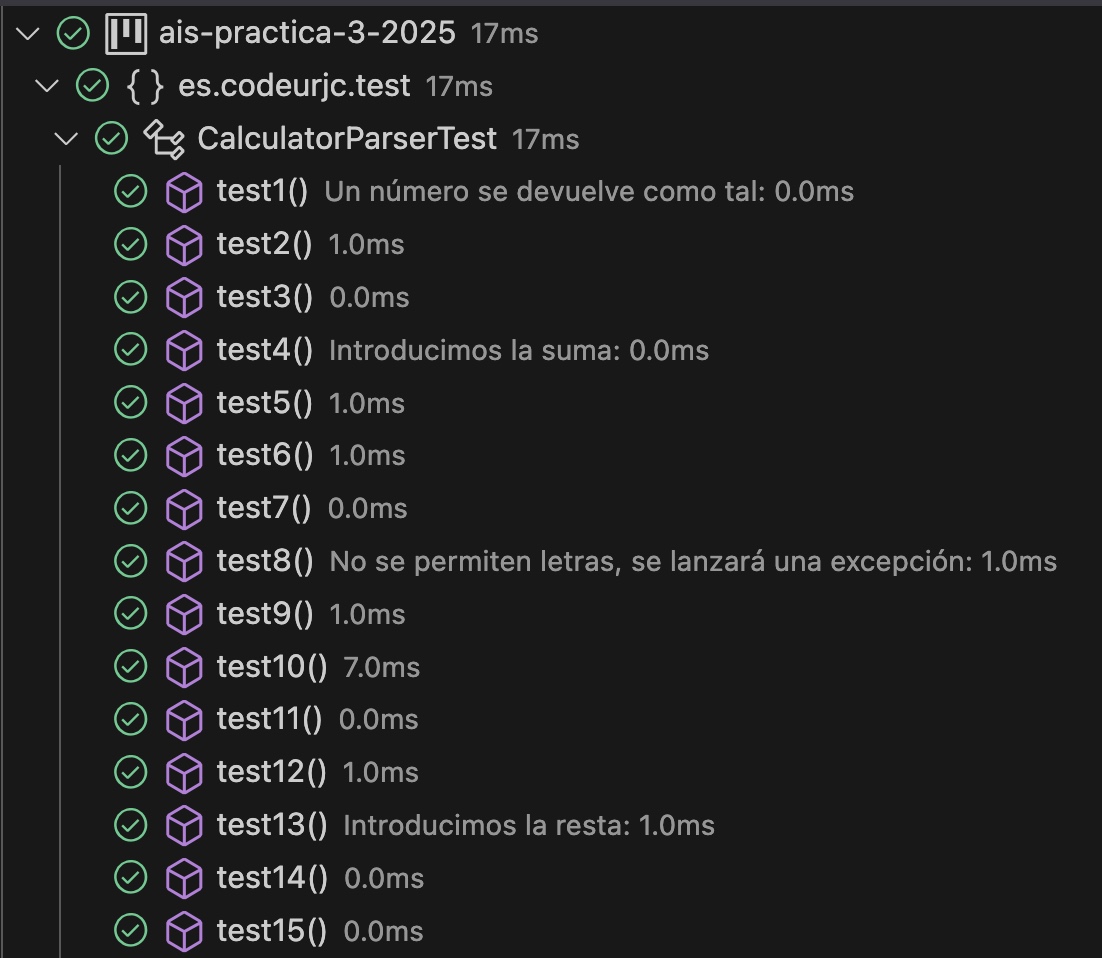 ais-practica-3-2025 17ms
{ } es.codeurjc.test 17ms
CalculatorParserTest 17ms
test1() Un número se devuelve como tal: 0.0ms
test2() 1.0ms
test3() 0.0ms
test4() Introducimos la suma: 0.0ms
test5() 1.0ms
test6() 1.0ms
test7() 0.0ms
test8() No se permiten letras, se lanzará una excepción: 1.0ms
test9() 1.0ms
test10() 7.0ms
test11() 0.0ms
test12() 1.0ms
test13() Introducimos la resta: 1.0ms
test14() 0.0ms
test15() 0.0ms